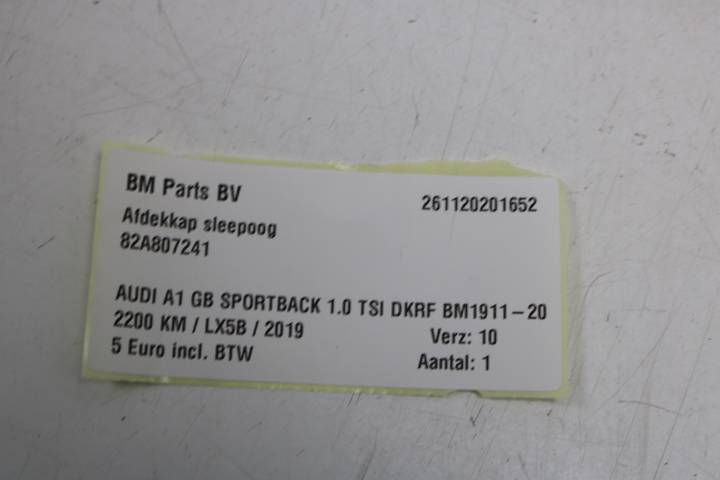 BM Parts BV 261120201652
Afdekkap sleepoog
82A807241
AUDI A1 GB SPORTBACK 1.0 TSI DKRF BM1911-20
2200 KM / LX5B / 2019 Verz: 10
5 Euro incl. BTW Aantal: 1